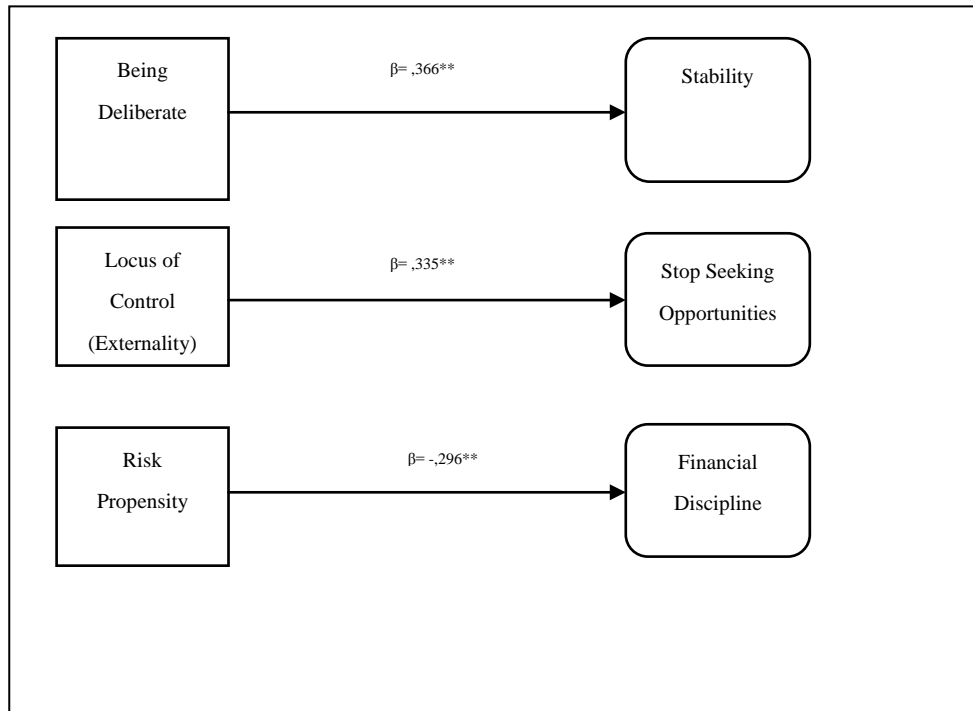 Being
Deliberate
β= ,366**
Stability
Locus of
Control
(Externality)
β= ,335**
Stop Seeking
Opportunities
Risk
Propensity
β= -,296**
Financial
Discipline